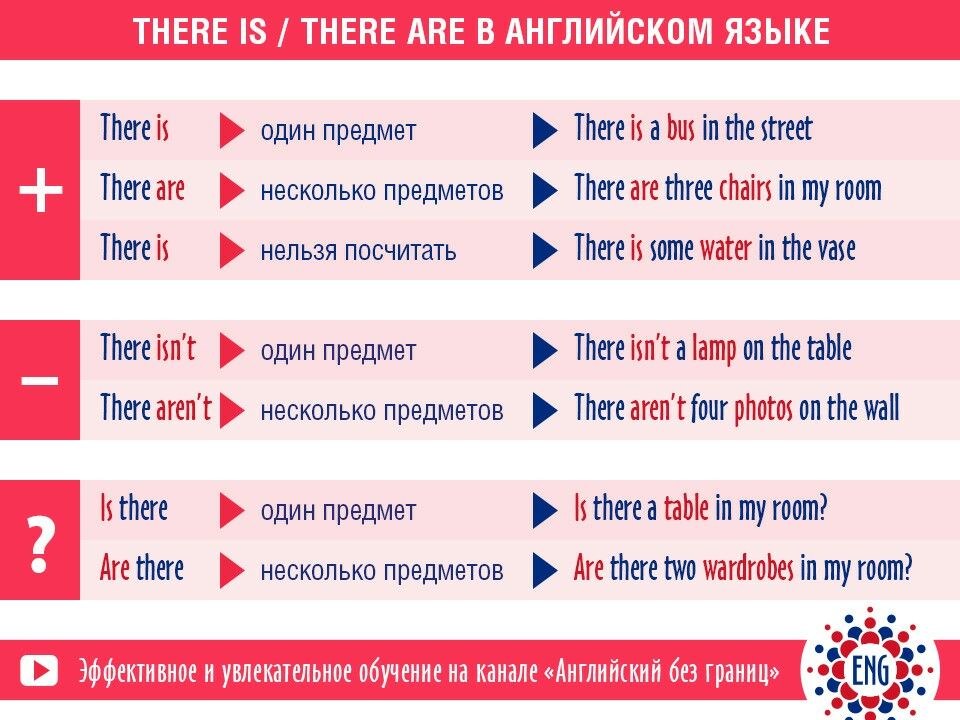 THERE IS / THERE ARE В АНГЛИЙСКОМ ЯЗЫКЕ
+
There is один предмет There is a bus in the street
There are несколько предметов There are three chairs in my room
There is нельзя посчитать There is some water in the vase
–
There isn't один предмет There isn't a lamp on the table
There aren't несколько предметов There aren't four photos on the wall
?
Is there один предмет Is there a table in my room?
Are there несколько предметов Are there two wardrobes in my room?
Эффективное и увлекательное обучение на канале «Английский без границ»
ENG